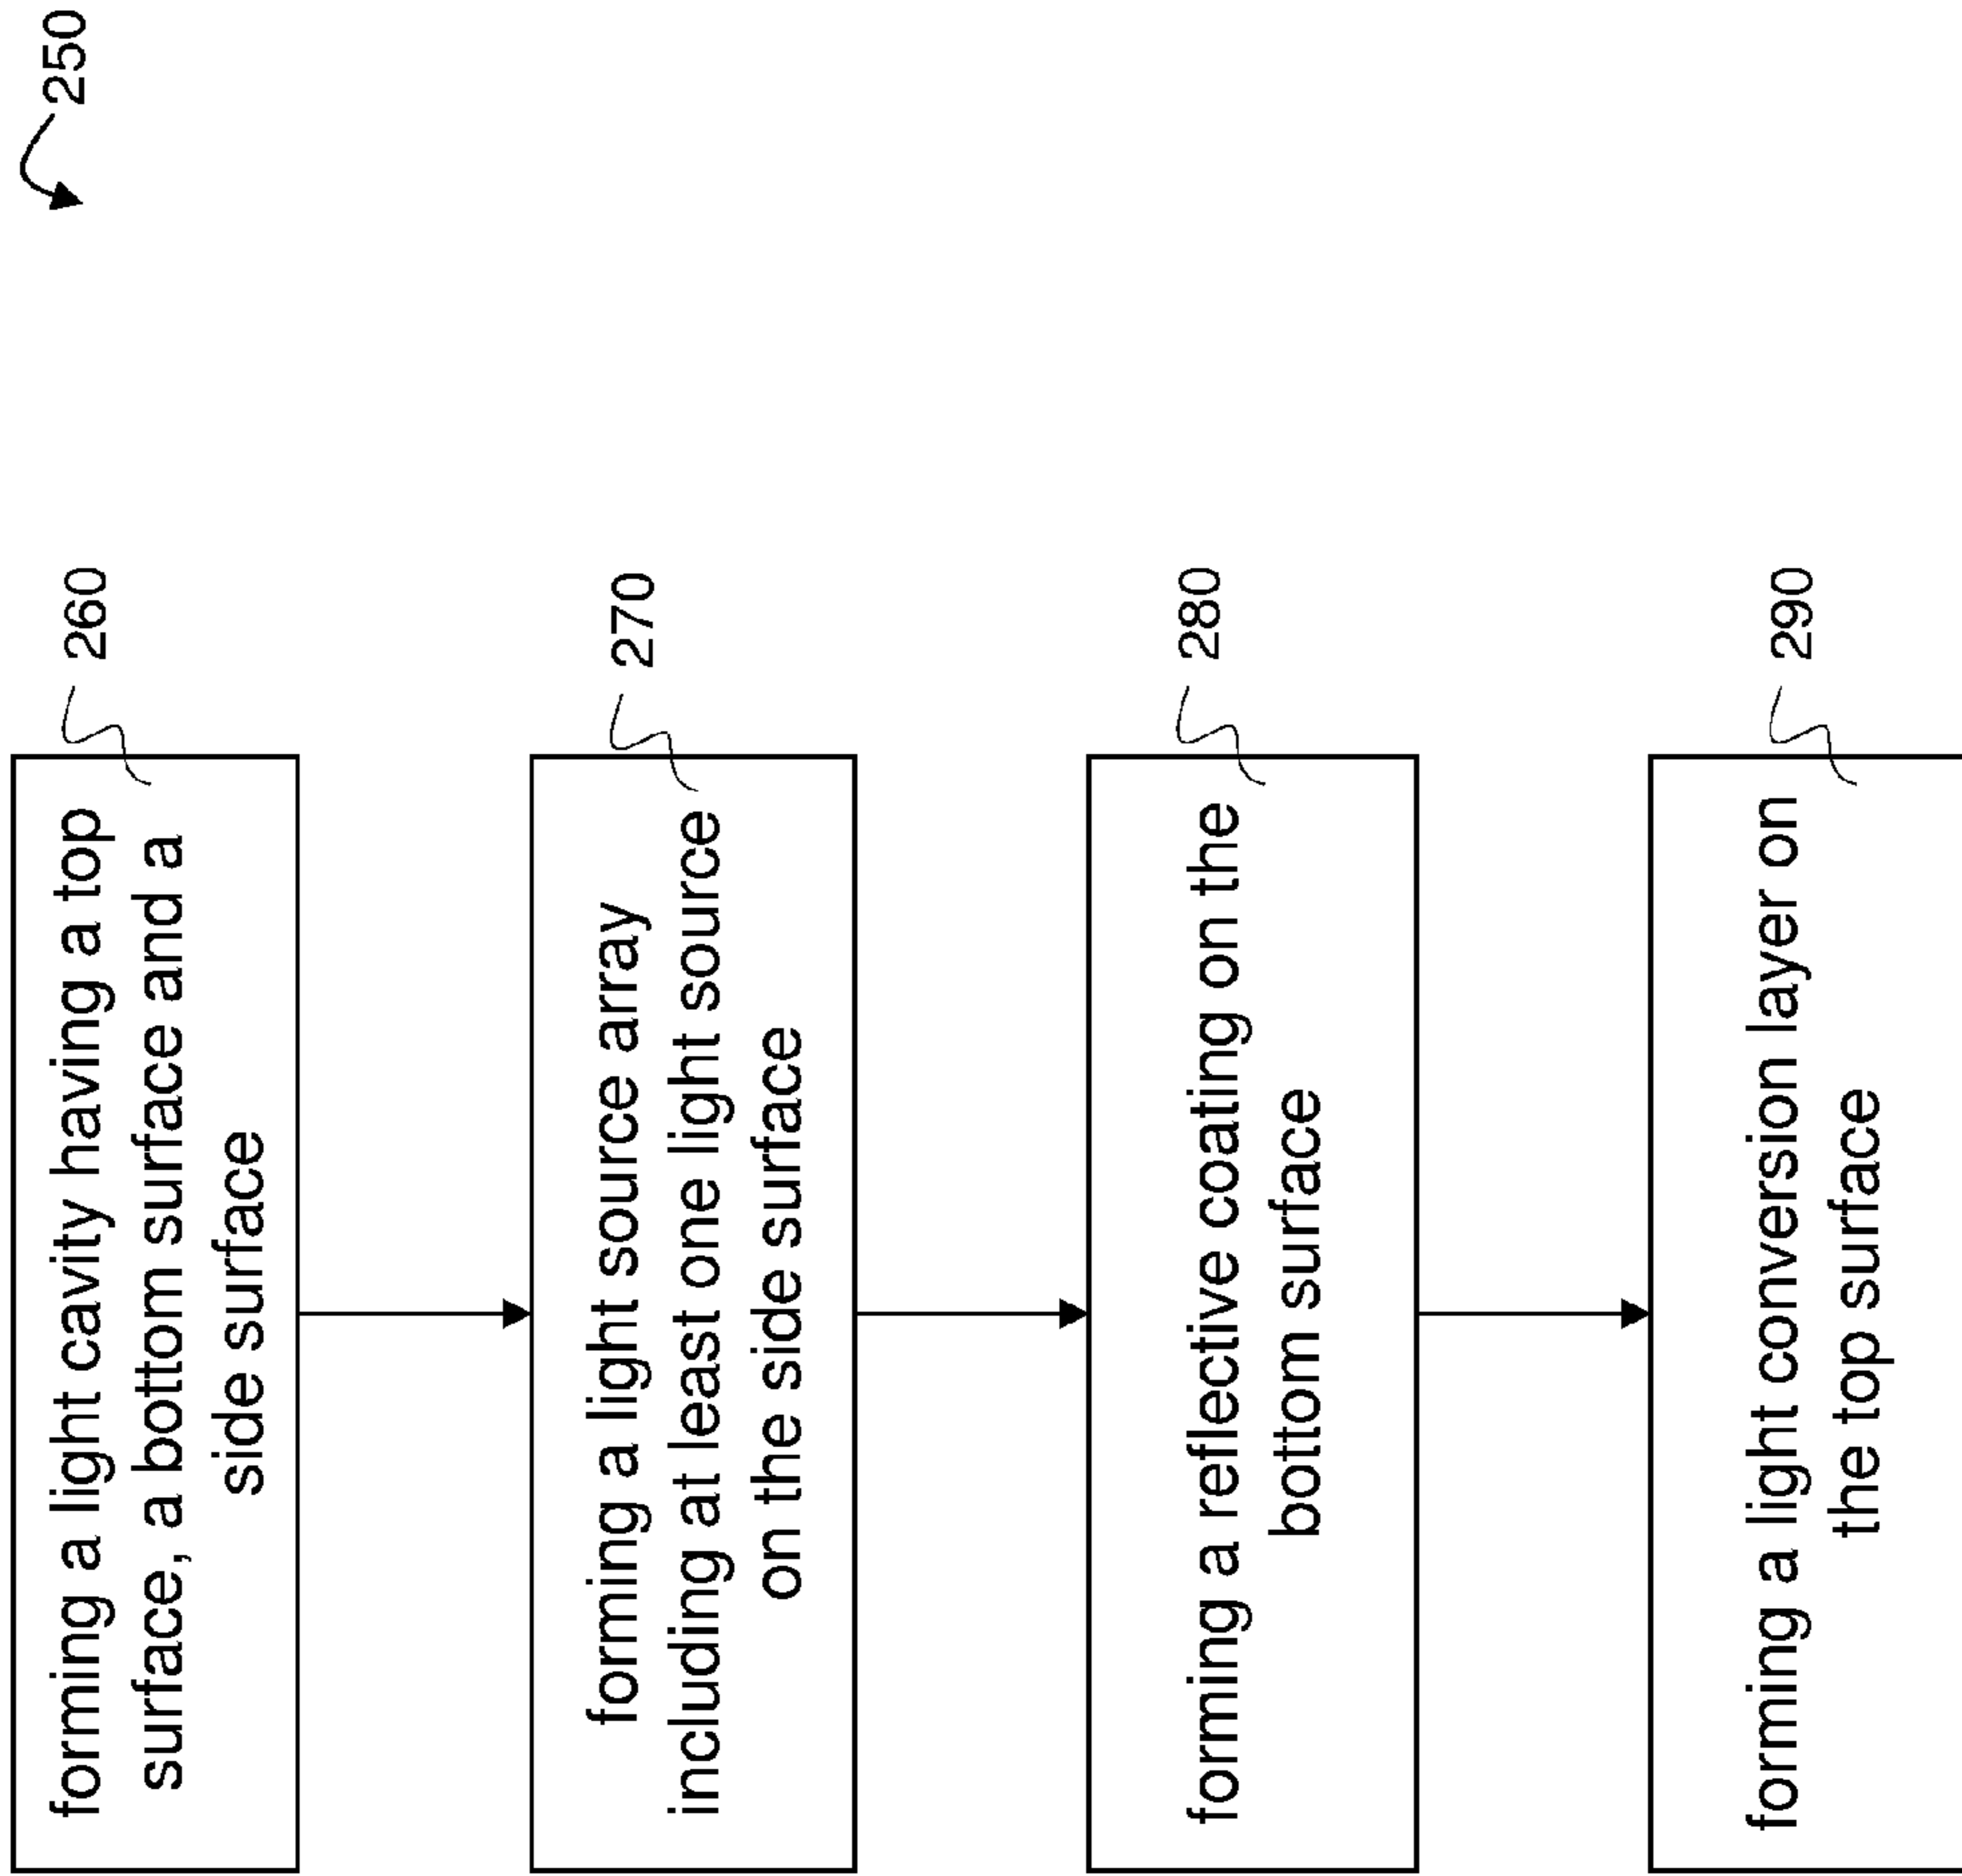 250
forming a light cavity having a top
surface, a bottom surface and a
side surface
260
forming a light source array
including at least one light source
on the side surface
270
forming a reflective coating on the
bottom surface
280
forming a light conversion layer on
the top surface
290